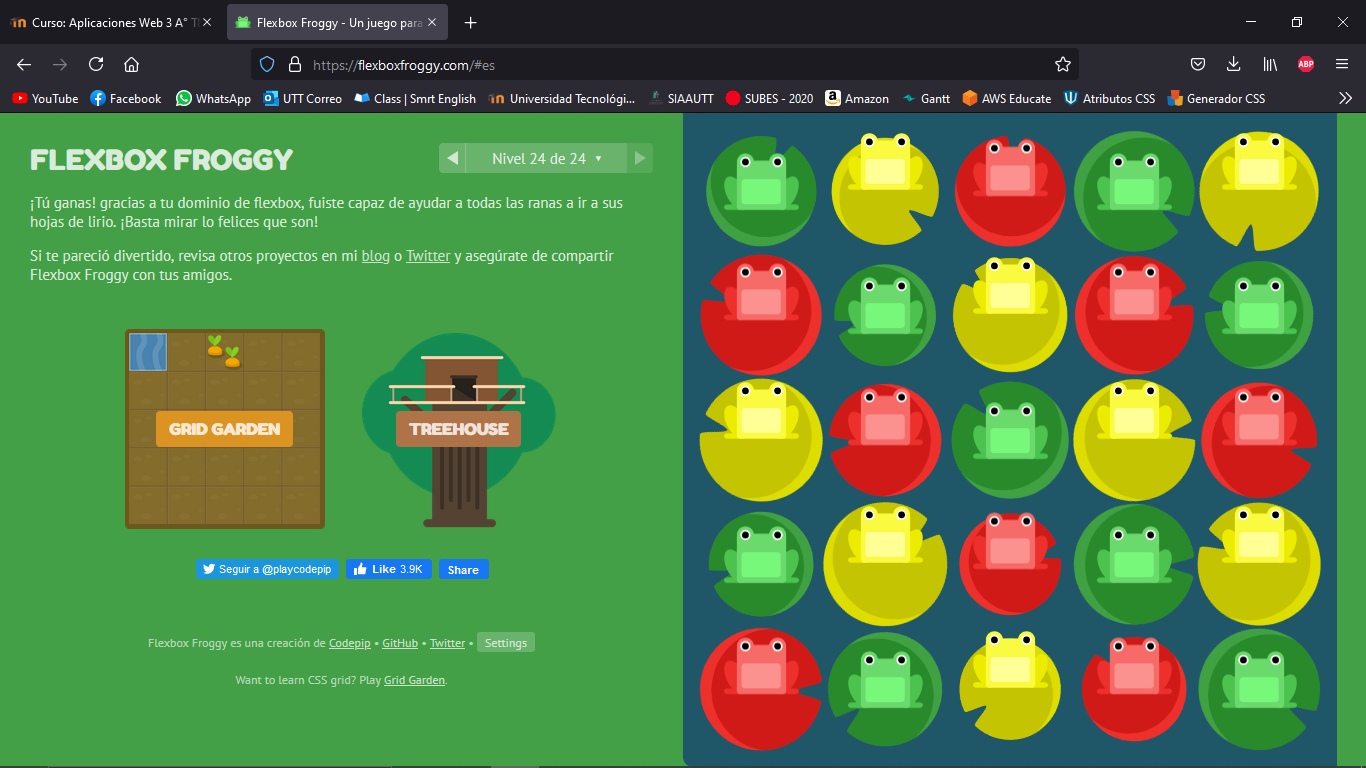 Curso: Aplicaciones Web 3 A°
Flexbox Froggy - Un juego para
https://flexboxfroggy.com/#es
ABP
YouTube
Facebook
WhatsApp
UTT Correo
Class | Smrt English
Universidad Tecnológi...
SIAAUTT
SUBES - 2020
Amazon
Gantt
AWS Educate
Atributos CSS
Generador CSS
FLEXBOX FROGGY
Nivel 24 de 24
¡Tú ganas! gracias a tu dominio de flexbox, fuiste capaz de ayudar a todas las ranas a ir a sus
hojas de lirio. ¡Basta mirar lo felices que son!
Si te pareció divertido, revisa otros proyectos en mi blog o Twitter y asegúrate de compartir
Flexbox Froggy con tus amigos.
GRID GARDEN
TREEHOUSE
Seguir a @playcodepip
Like 3.9K
Share
Flexbox Froggy es una creación de Codepip • GitHub • Twitter • Settings
Want to learn CSS grid? Play Grid Garden.